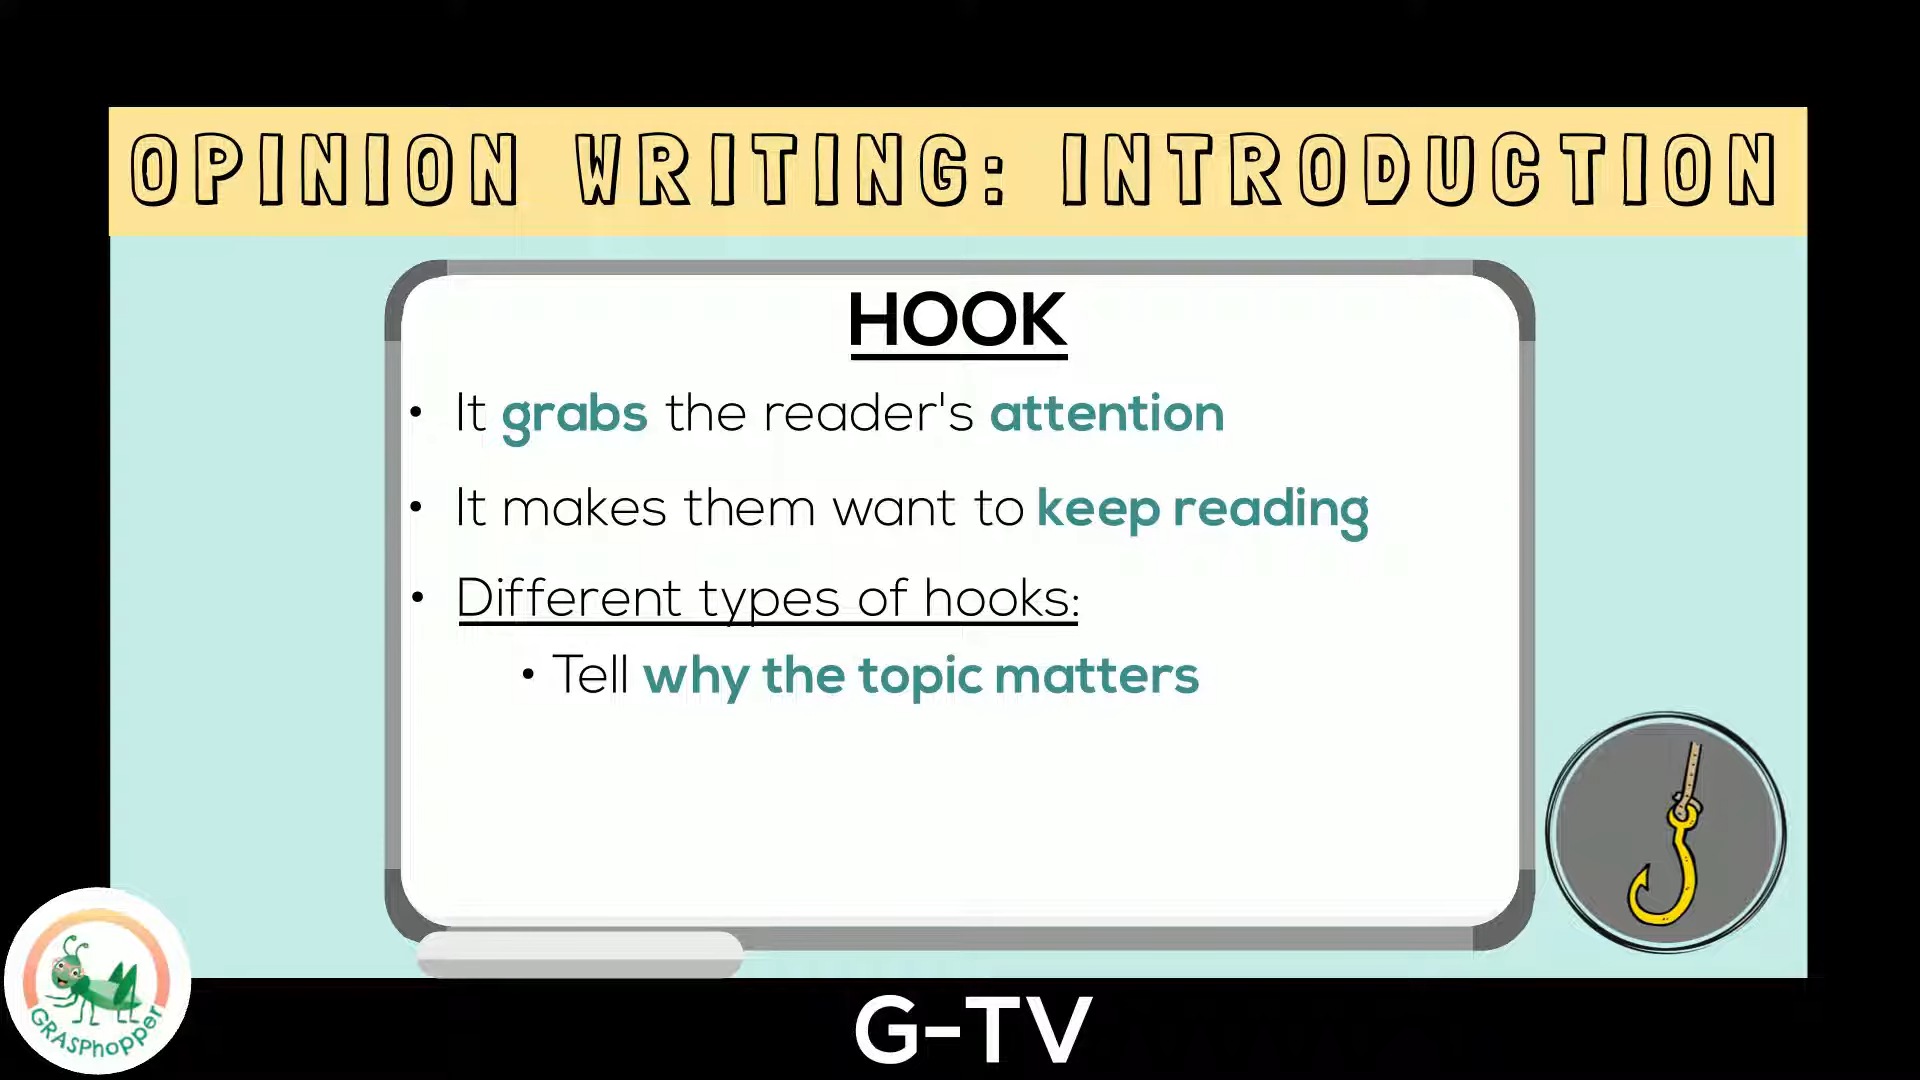 OPINION WRITING: INTRODUCTION
HOOK
• It grabs the reader's attention
• It makes them want to keep reading
• Different types of hooks:
• Tell why the topic matters
GRASPhopper
G-TV